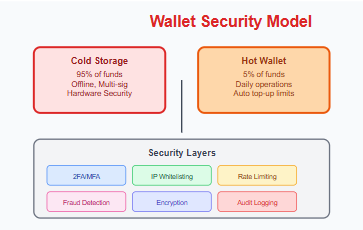 Wallet Security Model
Cold Storage
95% of funds
Offline, Multi-sig
Hardware Security
Hot Wallet
5% of funds
Daily operations
Auto top-up limits
Security Layers
2FA/MFA
IP Whitelisting
Rate Limiting
Fraud Detection
Encryption
Audit Logging